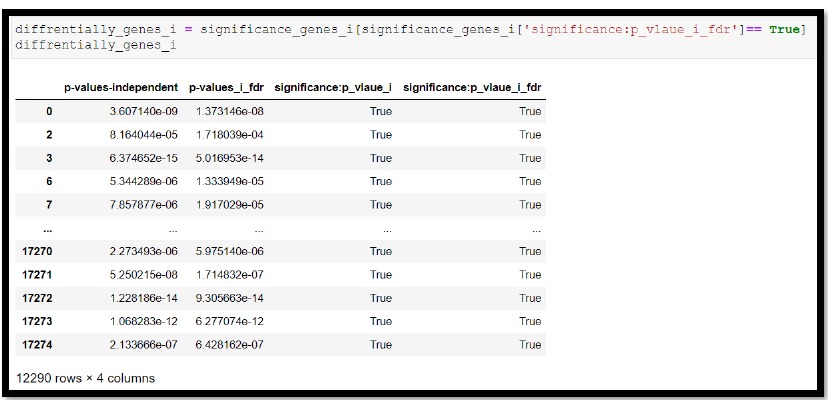 diffrentially_genes_i = significance_genes_i[significance_genes_i['significance:p_vlaue_i_fdr']== True]
diffrentially_genes_i
p-values-independent p-values_i_fdr significance:p_vlaue_i significance:p_vlaue_i_fdr
0 3.607140e-09 1.373146e-08 True True
2 8.164044e-05 1.718039e-04 True True
3 6.374652e-15 5.016953e-14 True True
6 5.344289e-06 1.333949e-05 True True
7 7.857877e-06 1.917029e-05 True True
... ... ... ... ...
17270 2.273493e-06 5.975140e-06 True True
17271 5.250215e-08 1.714832e-07 True True
17272 1.228186e-14 9.305663e-14 True True
17273 1.068283e-12 6.277074e-12 True True
17274 2.133666e-07 6.428162e-07 True True
12290 rows × 4 columns